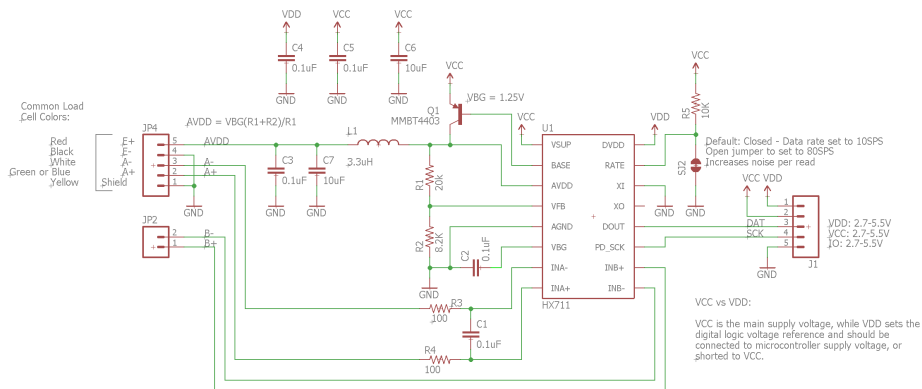 VDD
VCC
VCC
C4
0.1uF
C5
0.1uF
C6
10uF
GND
GND
GND
VCC
VBG = 1.25V
Q1
MMBT4403
VCC
R5
10K
Common Load
Cell Colors:
Red E+
Black E-
White A-
Green or Blue A+
Yellow Shield
JP4
5
4
3
2
1
AVDD = VBG(R1+R2)/R1
AVDD
A-
A+
GND
L1
3.3uH
C3
0.1uF
C7
10uF
GND
GND
R1
20k
R2
8.2K
GND
C2
0.1uF
VCC
U1
VSUP
BASE
AVDD
VFB
AGND
VBG
INA-
INA+
DVDD
RATE
XI
XO
DOUT
PD_SCK
INB+
INB-
HX711
VDD
GND
SJ2
Default: Closed - Data rate set to 10SPS
Open jumper to set to 80SPS
Increases noise per read
VCC VDD
DAT
SCK
1
2
3
4
5
J1
GND
VDD: 2.7-5.5V
VCC: 2.7-5.5V
IO: 2.7-5.5V
JP2
2
1
B-
B+
R3
100
C1
0.1uF
R4
100
VCC vs VDD:
VCC is the main supply voltage, while VDD sets the
digital logic voltage reference and should be
connected to microcontroller supply voltage, or
shorted to VCC.